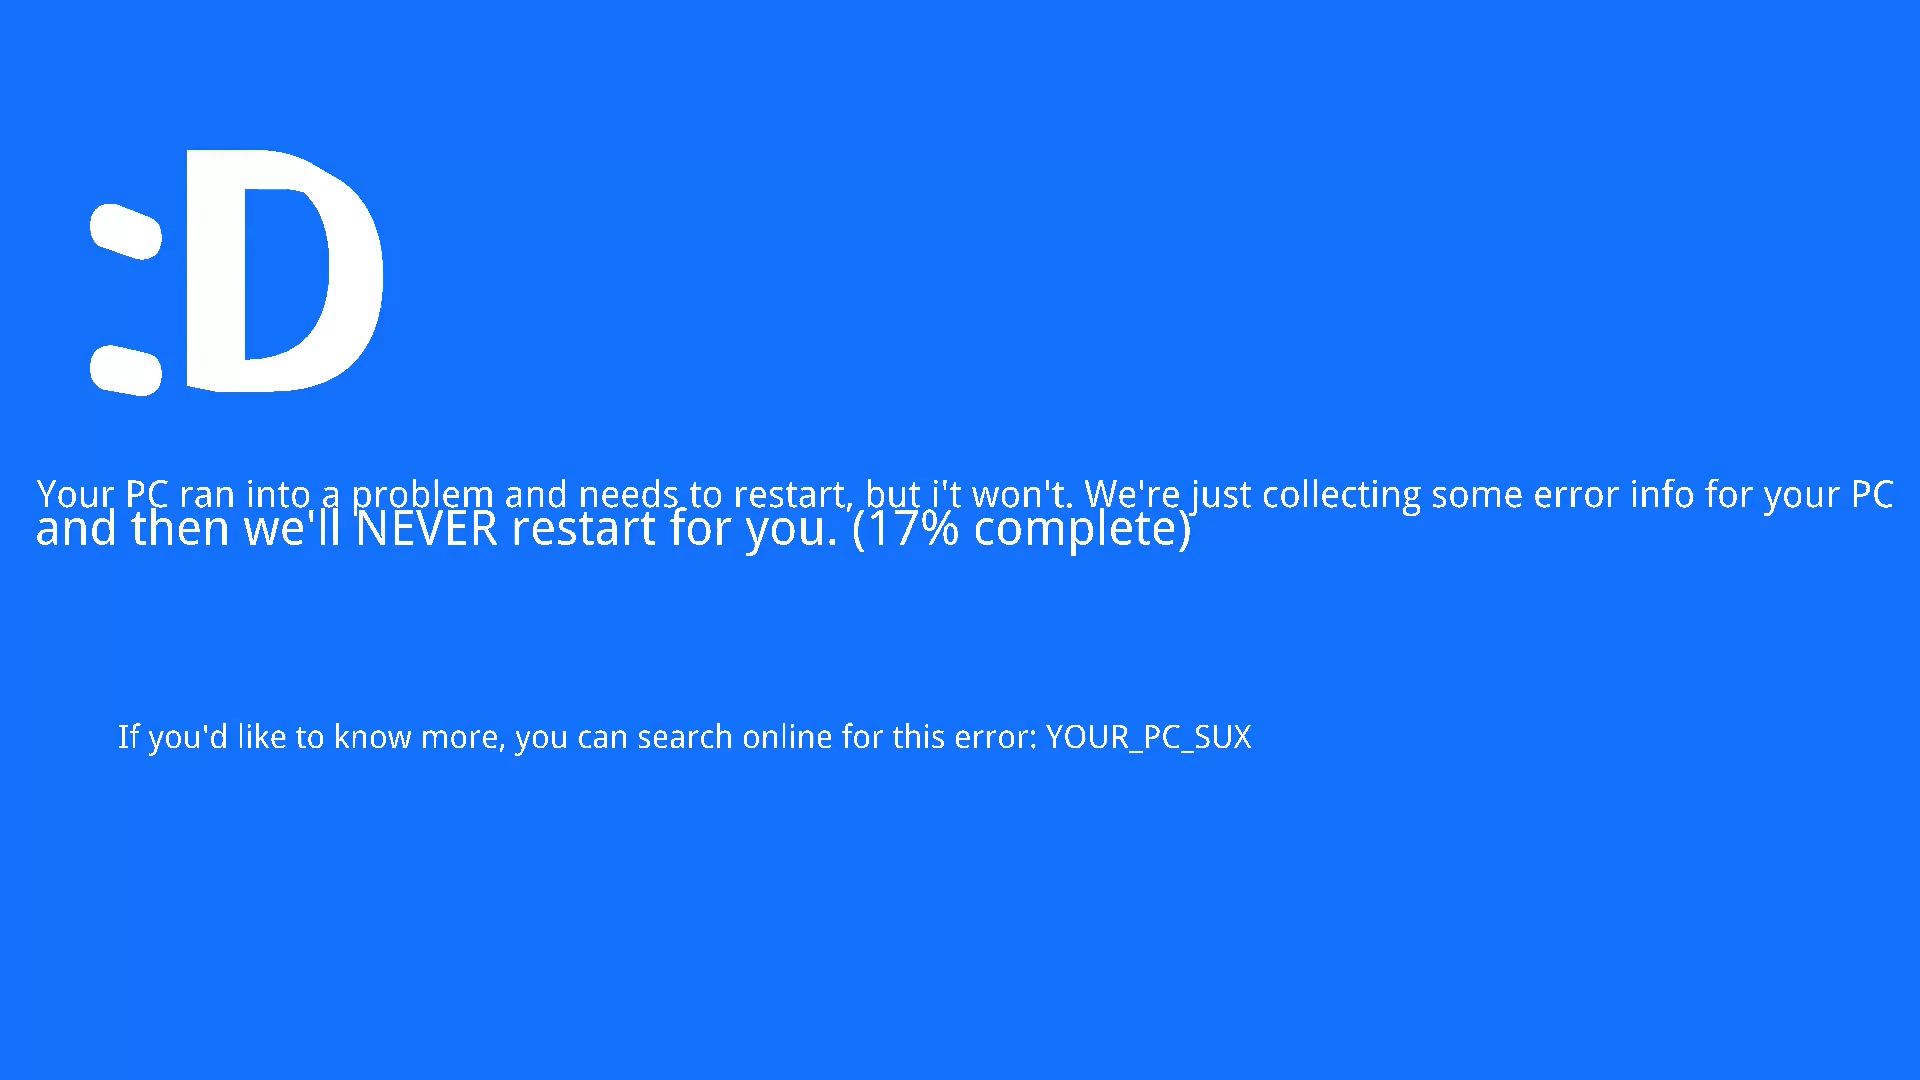 :D
Your PC ran into a problem and needs to restart, but i't won't. We're just collecting some error info for your PC
and then we'll NEVER restart for you. (17% complete)
If you'd like to know more, you can search online for this error: YOUR_PC_SUX